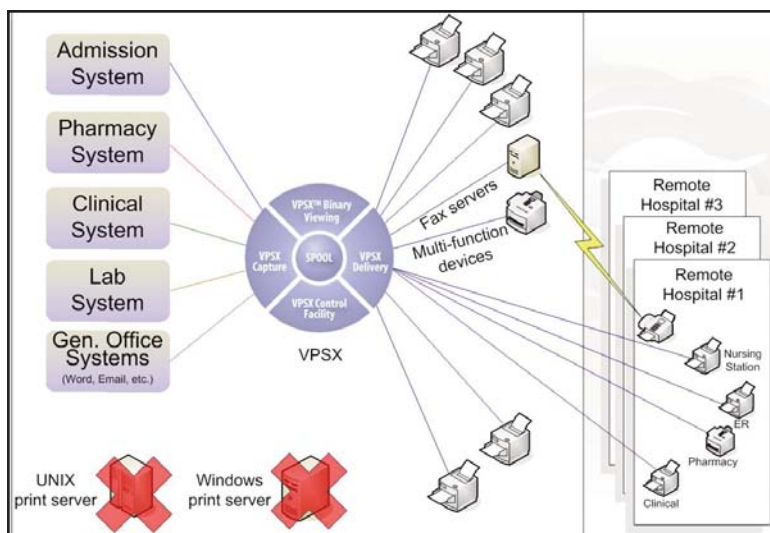 Admission
System
Pharmacy
System
Clinical
System
Lab
System
Gen. Office
Systems
(Word, Email, etc.)
UNIX
print server
Windows
print server
VPSX™ Binary
Viewing
VPSX
Capture
SPOOL
VPSX
Delivery
VPSX Control
Facility
VPSX
Fax servers
Multi-function
devices
Remote
Hospital #3
Remote
Hospital #2
Remote
Hospital #1
Nursing
Station
ER
Pharmacy
Clinical